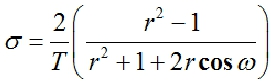 σ = 2/T ( (r² − 1) / (r² + 1 + 2r cos ω) )